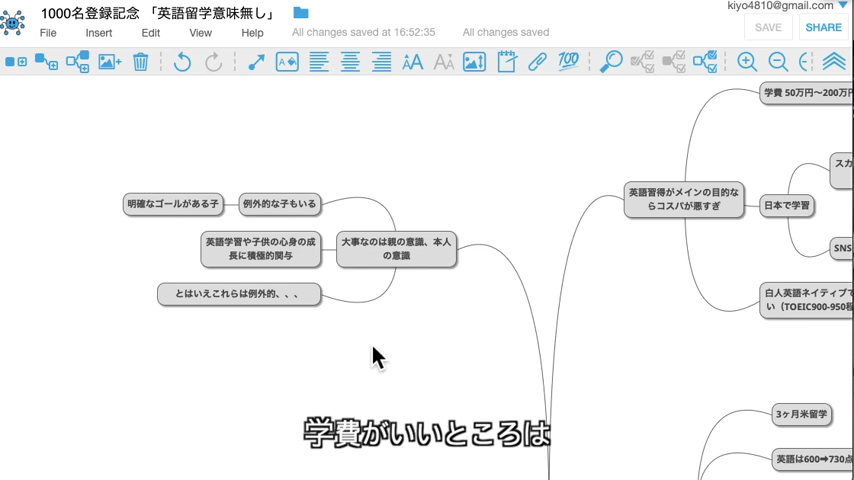 1000名登録記念 「英語留学意味無し」
kiyo4810@gmail.com
File Insert Edit View Help All changes saved at 16:52:35 All changes saved
SAVE SHARE
100
学費 50万円〜200万円
英語習得がメインの目的な
らコスパが悪すぎ
日本で学習
スカ
SNS
白人英語ネイティブで
い（TOEIC900-950程
明確なゴールがある子
例外的な子もいる
英語学習や子供の心身の成
長に積極的関与
大事なのは親の意識、本人
の意識
とはいえこれらは例外的、、、
3ヶ月米留学
英語は600➡730点
学費がいいところは